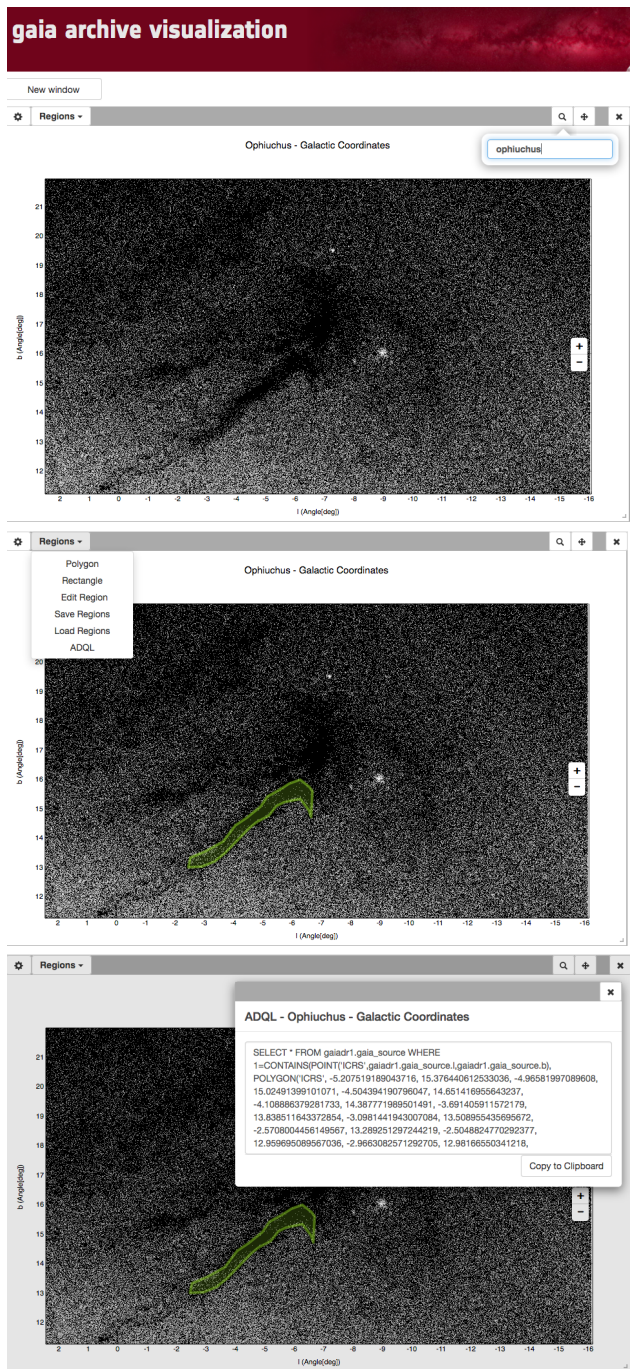 gaia archive visualization
New window
Regions
ophiuchus
Ophiuchus - Galactic Coordinates
21
20
19
18
17
16
15
14
13
12
b (Angle[deg])
+
−
2 1 0 -1 -2 -3 -4 -5 -6 -7 -8 -9 -10 -11 -12 -13 -14 -15 -16
l (Angle[deg])
Regions
Polygon
Rectangle
Edit Region
Save Regions
Load Regions
ADQL
Ophiuchus - Galactic Coordinates
20
19
18
17
16
15
14
13
12
b (Angle[deg])
+
−
2 1 0 -1 -2 -3 -4 -5 -6 -7 -8 -9 -10 -11 -12 -13 -14 -15 -16
l (Angle[deg])
Regions
ADQL - Ophiuchus - Galactic Coordinates
SELECT * FROM gaiadr1.gaia_source WHERE
1=CONTAINS(POINT('ICRS',gaiadr1.gaia_source.l,gaiadr1.gaia_source.b),
POLYGON('ICRS', -5.207519189043716, 15.376440612533036, -4.96581997089608,
15.02491399101071, -4.504394190796047, 14.651416955643237,
-4.108886379281733, 14.387771989501491, -3.691405911572179,
13.838511643372854, -3.0981441943007084, 13.508955435695672,
-2.5708004456149567, 13.289251297244219, -2.5048824770292377,
12.959695089567036, -2.9663082571292705, 12.98166550341218,
Copy to Clipboard
21
20
19
18
17
16
15
14
13
12
b (Angle[deg])
+
−
2 1 0 -1 -2 -3 -4 -5 -6 -7 -8 -9 -10 -11 -12 -13 -14 -15 -16
l (Angle[deg])